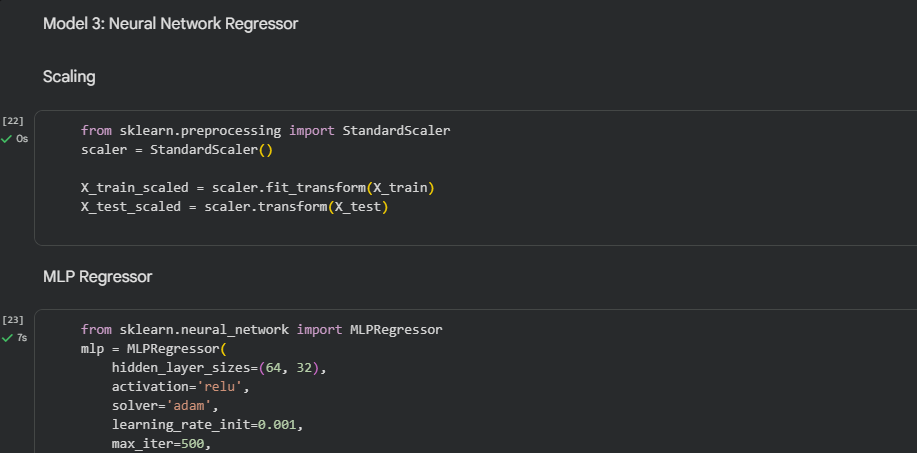 Model 3: Neural Network Regressor
Scaling
[22]
0s
from sklearn.preprocessing import StandardScaler
scaler = StandardScaler()
X_train_scaled = scaler.fit_transform(X_train)
X_test_scaled = scaler.transform(X_test)
MLP Regressor
[23]
7s
from sklearn.neural_network import MLPRegressor
mlp = MLPRegressor(
hidden_layer_sizes=(64, 32),
activation='relu',
solver='adam',
learning_rate_init=0.001,
max_iter=500,